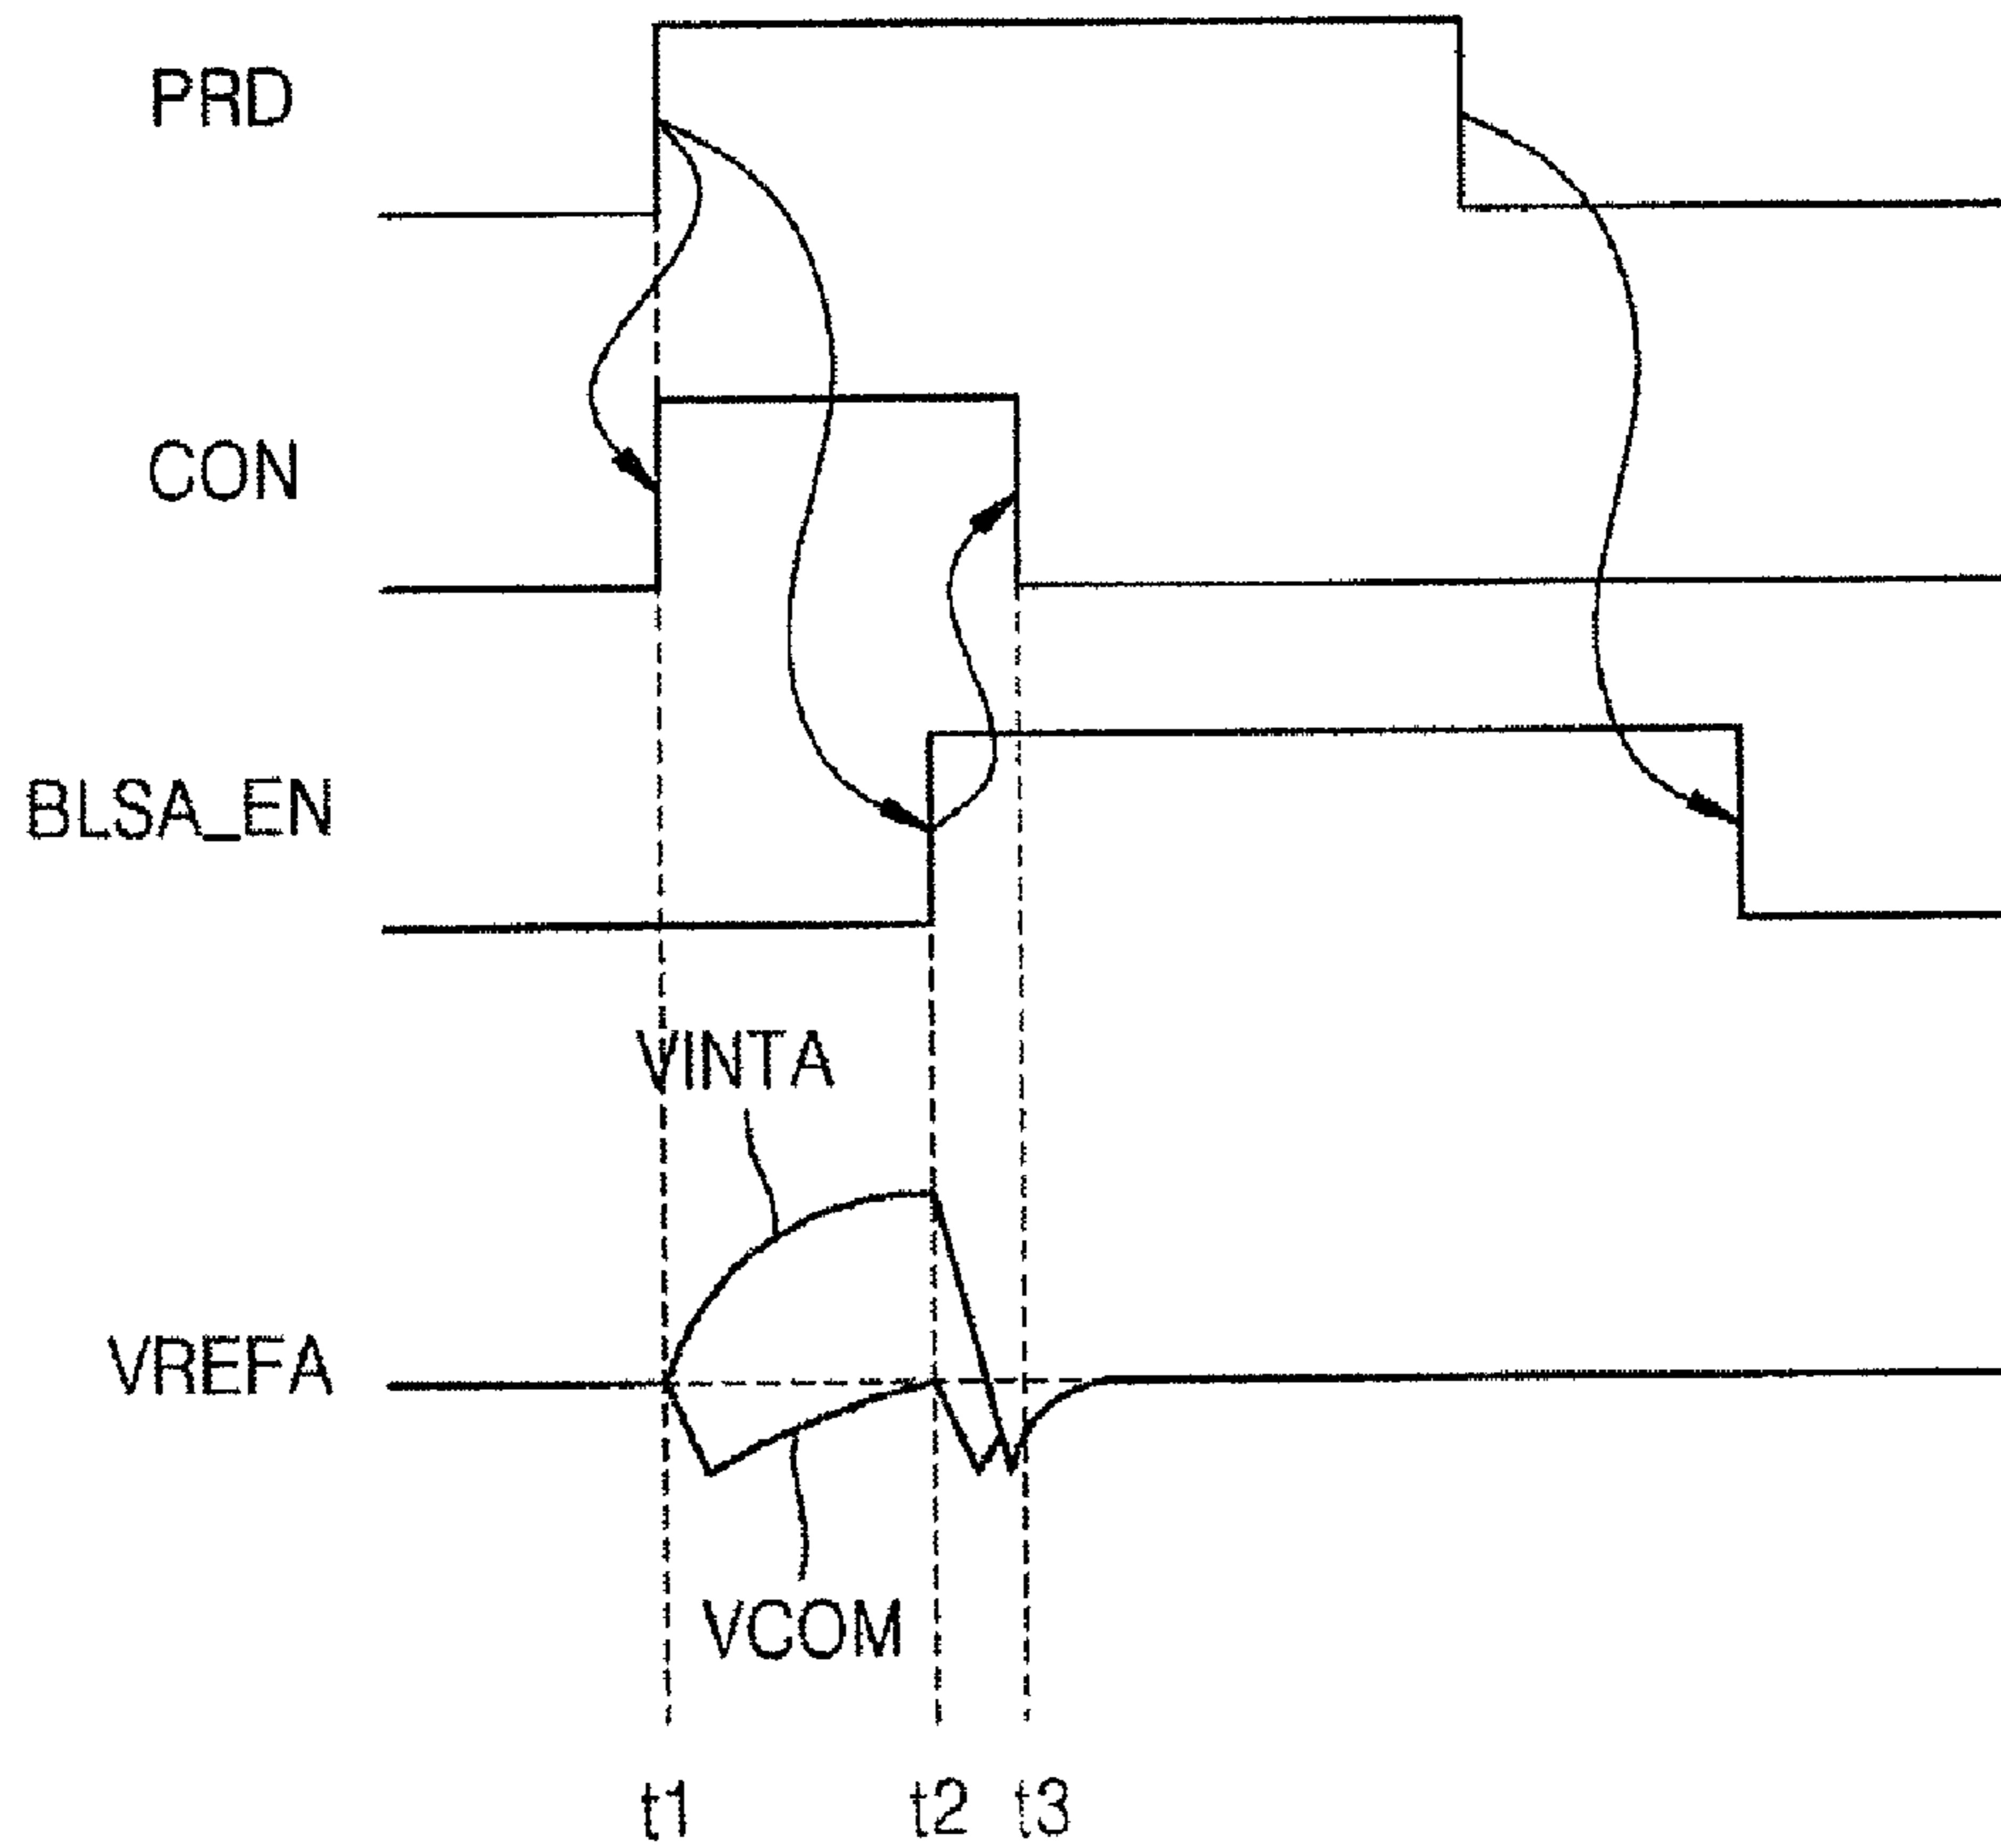 PRD
CON
BLSA_EN
VINTA
VREFA
VCOM
t1 t2 t3